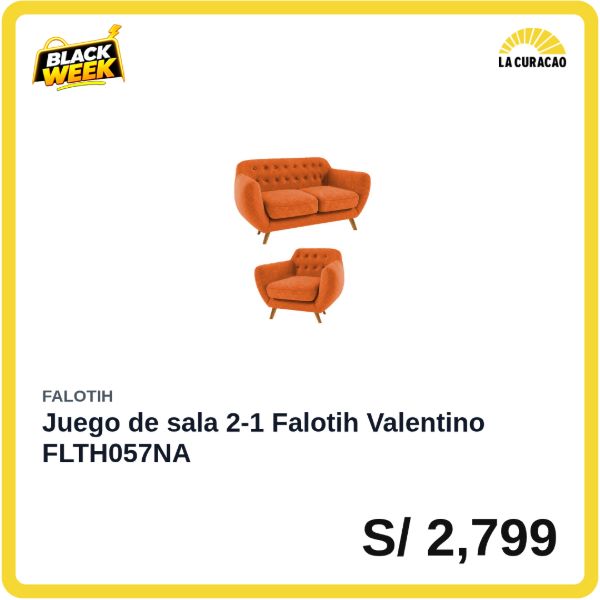 BLACK
WEEK
LA CURACAO
FALOTIH
Juego de sala 2-1 Falotih Valentino
FLTH057NA
S/ 2,799